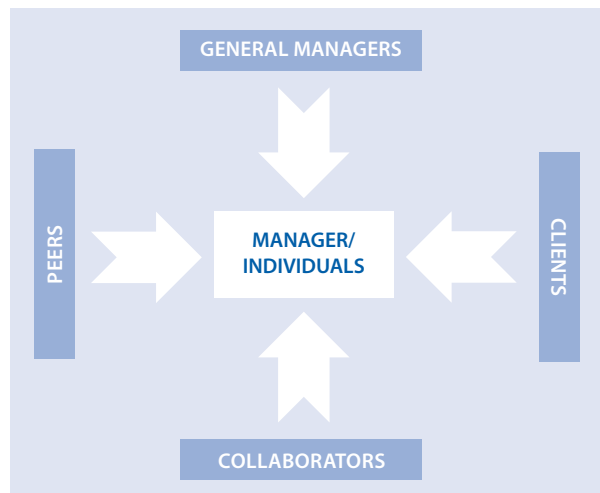 GENERAL MANAGERS
PEERS
MANAGER/
INDIVIDUALS
CLIENTS
COLLABORATORS